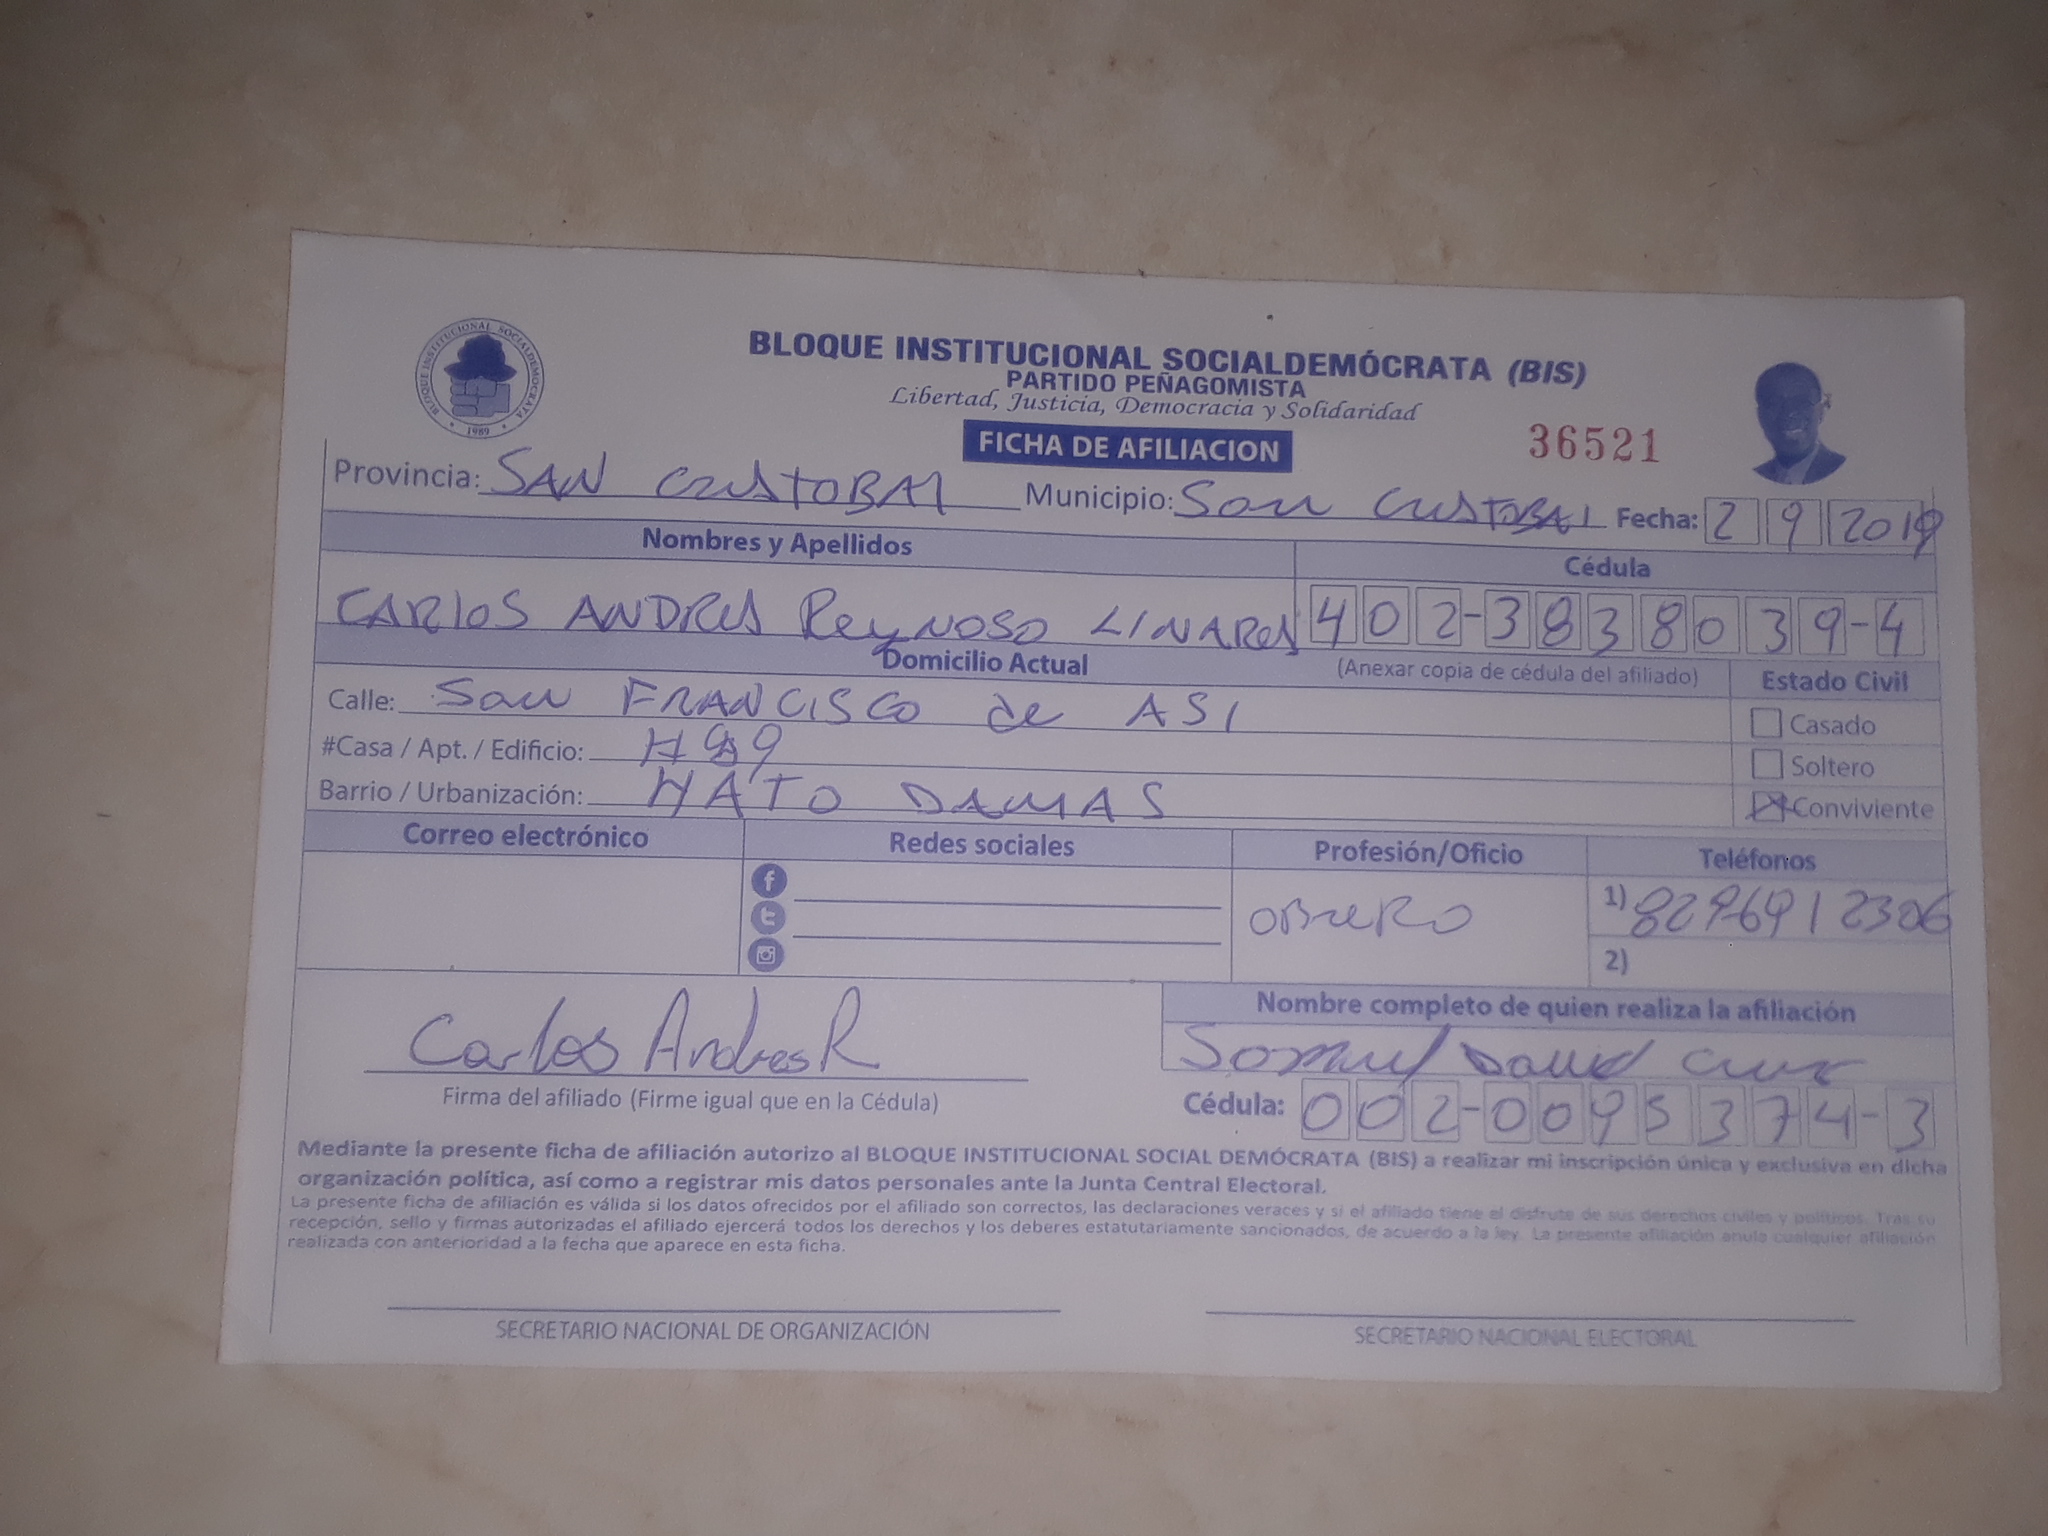 BLOQUE INSTITUCIONAL SOCIALDEMOCRATA
1989
BLOQUE INSTITUCIONAL SOCIALDEMÓCRATA (BIS)
PARTIDO PEÑAGOMISTA
Libertad, Justicia, Democracia y Solidaridad
FICHA DE AFILIACION
36521
Provincia: SAN CRISTOBAl Municipio: San CRISTOBAl Fecha: 2 9 2019
Nombres y Apellidos Cédula
CARlOS ANDRES ReyNOSO LINARes 402-3838039-4
Domicilio Actual (Anexar copia de cédula del afiliado) Estado Civil
Calle: San FRANCISCO de ASI
Casado
#Casa / Apt. / Edificio:
Soltero
Barrio / Urbanización: HATO DAMAS
Conviviente
Correo electrónico Redes sociales Profesión/Oficio Teléfonos
OBRERO 1) 8296912306
2)
Nombre completo de quien realiza la afiliación
Carlos Andres R
David Cruz
Firma del afiliado (Firme igual que en la Cédula) Cédula: 002-0095374-3
Mediante la presente ficha de afiliación autorizo al BLOQUE INSTITUCIONAL SOCIAL DEMÓCRATA (BIS) a realizar mi inscripción única y exclusiva en dicha
organización política, así como a registrar mis datos personales ante la Junta Central Electoral.
La presente ficha de afiliación es válida si los datos ofrecidos por el afiliado son correctos, las declaraciones veraces y si el afiliado tiene el disfrute de sus derechos civiles y políticos. Tras su
recepción, sello y firmas autorizadas el afiliado ejercerá todos los derechos y los deberes estatutariamente sancionados, de acuerdo a la ley. La presente afiliación anula cualquier afiliación
realizada con anterioridad a la fecha que aparece en esta ficha.
SECRETARIO NACIONAL DE ORGANIZACIÓN SECRETARIO NACIONAL ELECTORAL